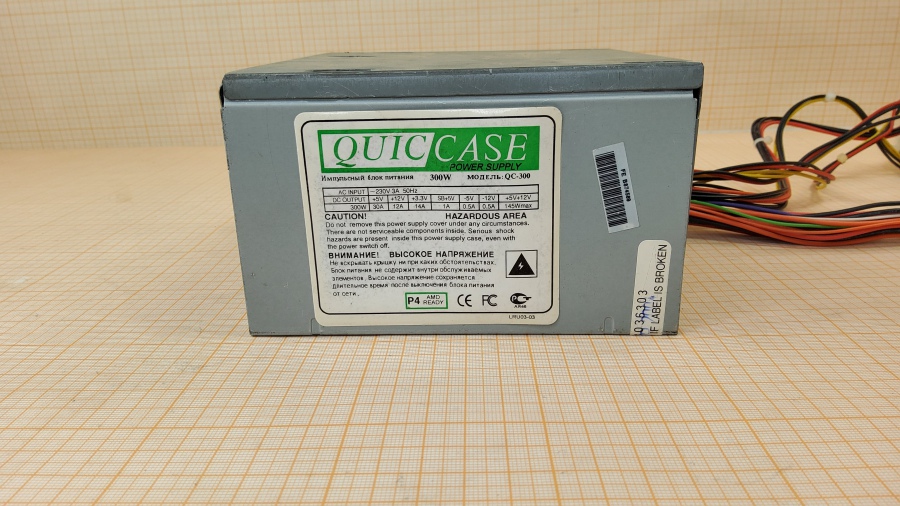 QUICCASE
POWER SUPPLY
Импульсный блок питания 300W МОДЕЛЬ: QC-300
AC INPUT ~230V 3A 50Hz
DC OUTPUT +5V +12V +3.3V SB+5V -5V -12V +5V+12V
300W 30A 12A 14A 1A 0.5A 0.5A 145Wmax
CAUTION! HAZARDOUS AREA
Do not remove this power supply cover under any circumstances.
There are not serviceable components inside. Serious shock
hazards are present inside this power supply case, even with
the power switch off.
ВНИМАНИЕ! ВЫСОКОЕ НАПРЯЖЕНИЕ
Не вскрывать крышку ни при каких обстоятельствах.
Блок питания не содержит внутри обслуживаемых
элементов. Высокое напряжение сохраняется
длительное время после выключения блока питания
от сети.
P4 AMD
READY
CE FC
АЯ46
LPIU03-03
036303
IF LABEL IS BROKEN